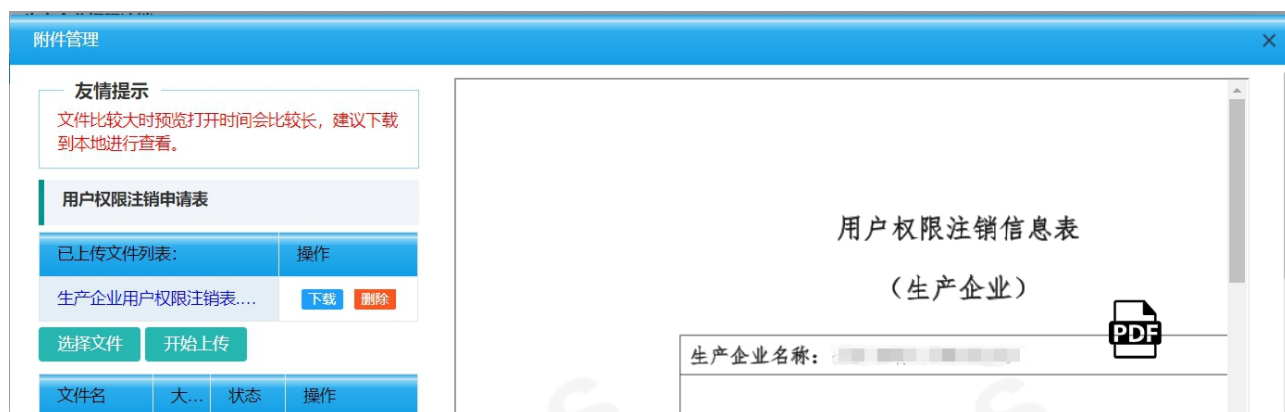 附件管理
友情提示
文件比较大时预览打开时间会比较长，建议下载
到本地进行查看。
用户权限注销申请表
已上传文件列表： 操作
生产企业用户权限注销表.... 下载 删除
选择文件 开始上传
文件名 大... 状态 操作
用户权限注销信息表
（生产企业）
PDF
生产企业名称：